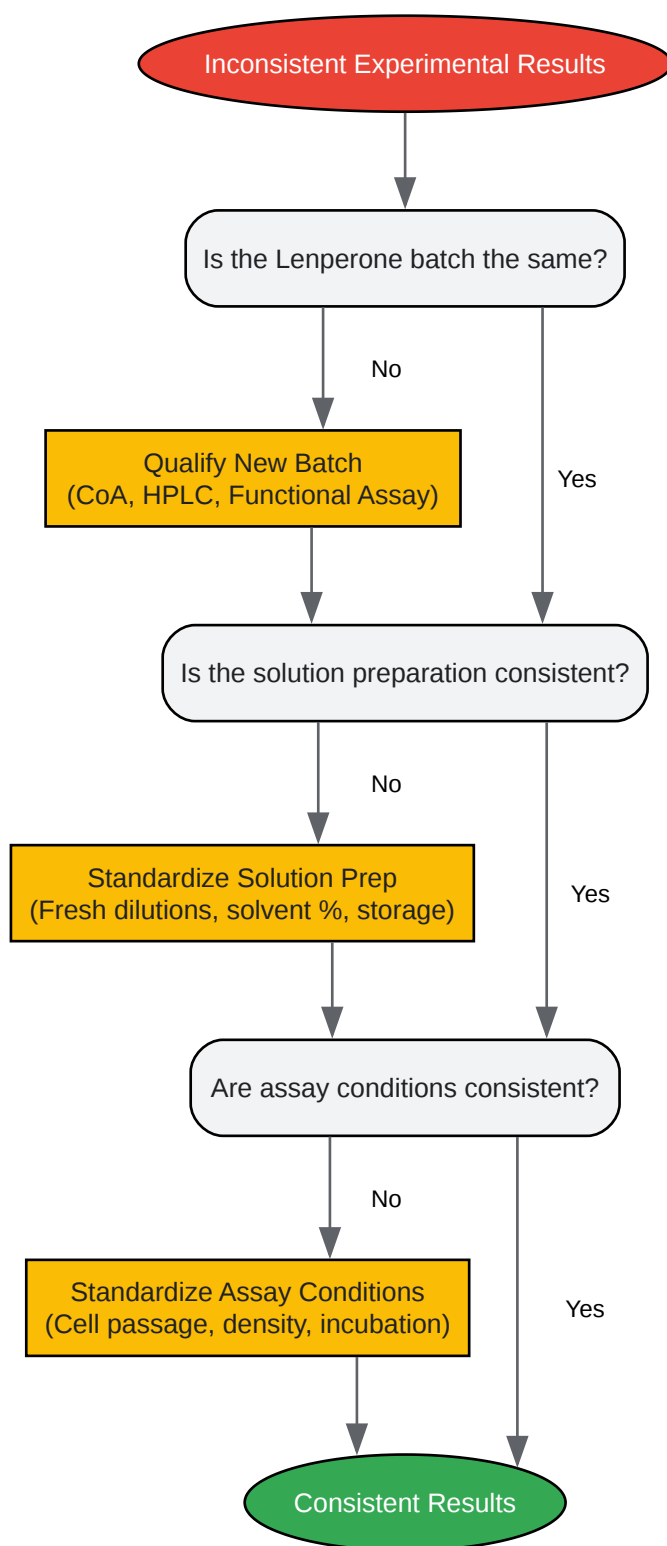 Inconsistent Experimental Results
Is the Lenperone batch the same?
No
Qualify New Batch
(CoA, HPLC, Functional Assay)
Yes
Is the solution preparation consistent?
No
Standardize Solution Prep
(Fresh dilutions, solvent %, storage)
Yes
Are assay conditions consistent?
No
Standardize Assay Conditions
(Cell passage, density, incubation)
Yes
Consistent Results